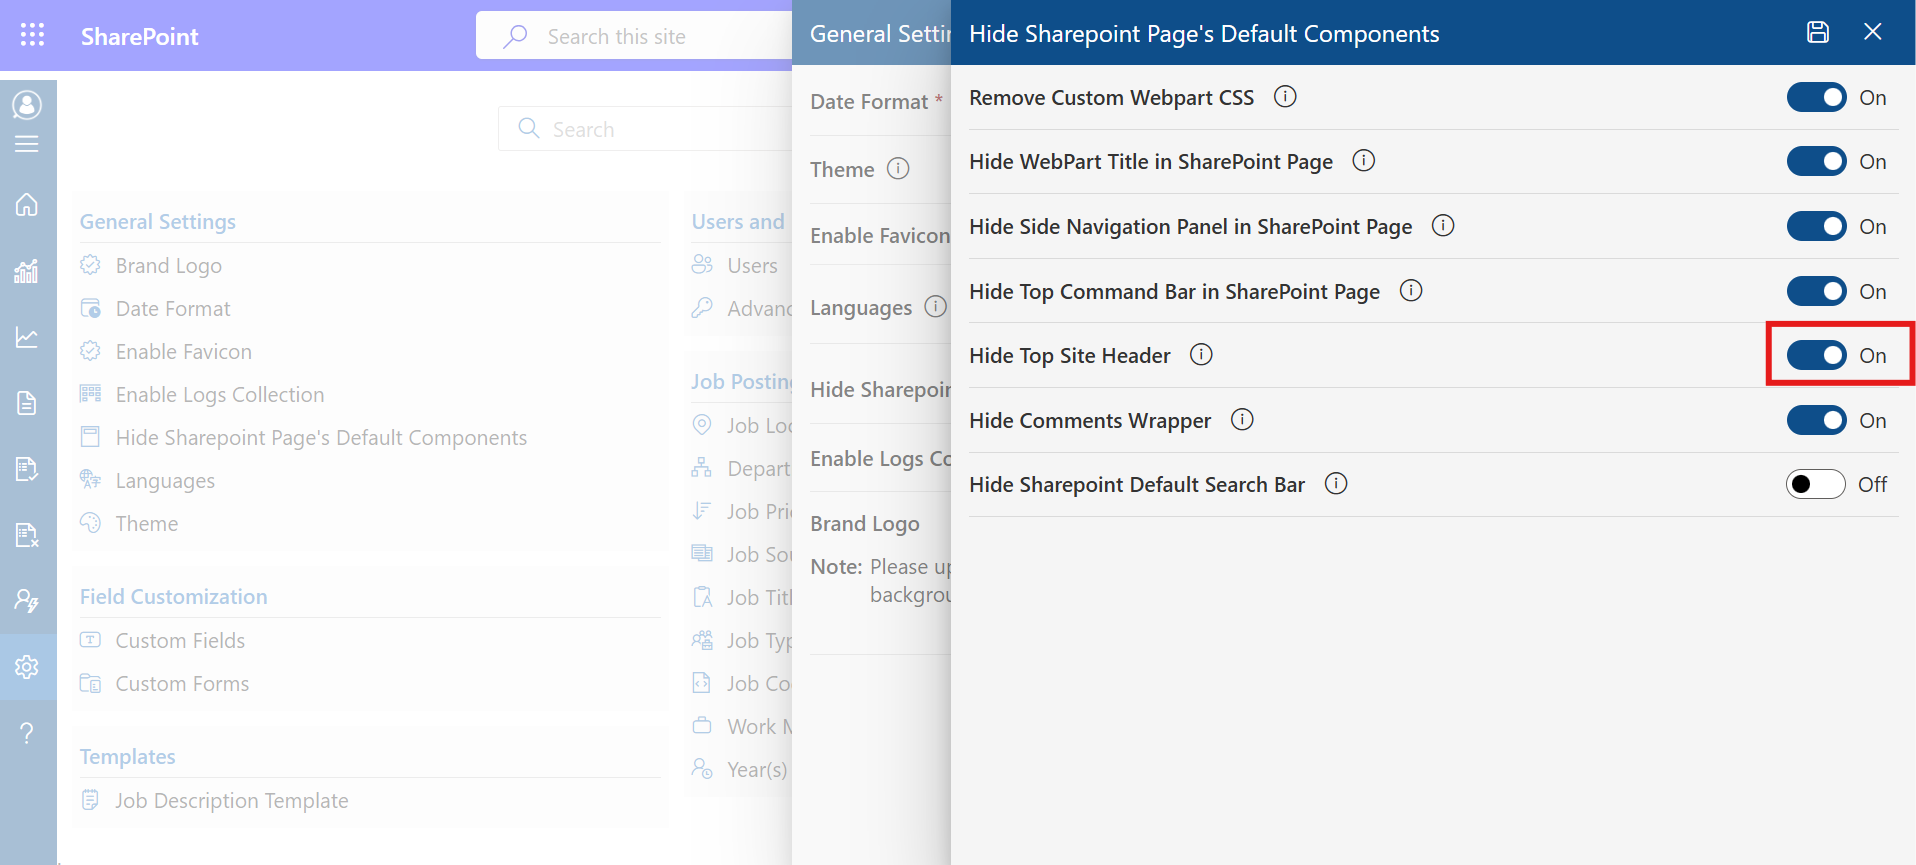 SharePoint
Search this site
Search
General Settings
Brand Logo
Date Format
Enable Favicon
Enable Logs Collection
Hide Sharepoint Page's Default Components
Languages
Theme
Field Customization
Custom Fields
Custom Forms
Templates
Job Description Template
Users and
Users
Advanc
Job Posting
Job Loc
Depart
Job Pri
Job Sou
Job Titl
Job Typ
Job Co
Work M
Year(s)
General Settin
Date Format *
Theme
Enable Favicon
Languages
Hide Sharepoin
Enable Logs Co
Brand Logo
Note: Please up
backgrou
Hide Sharepoint Page's Default Components
Remove Custom Webpart CSS On
Hide WebPart Title in SharePoint Page On
Hide Side Navigation Panel in SharePoint Page On
Hide Top Command Bar in SharePoint Page On
Hide Top Site Header On
Hide Comments Wrapper On
Hide Sharepoint Default Search Bar Off